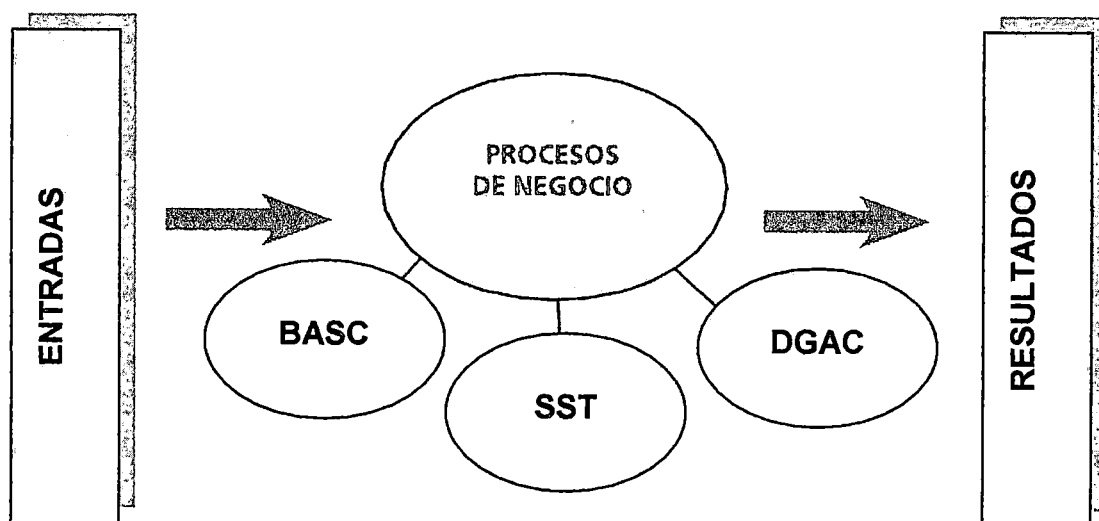 ENTRADAS
PROCESOS
DE NEGOCIO
BASC
SST
DGAC
RESULTADOS